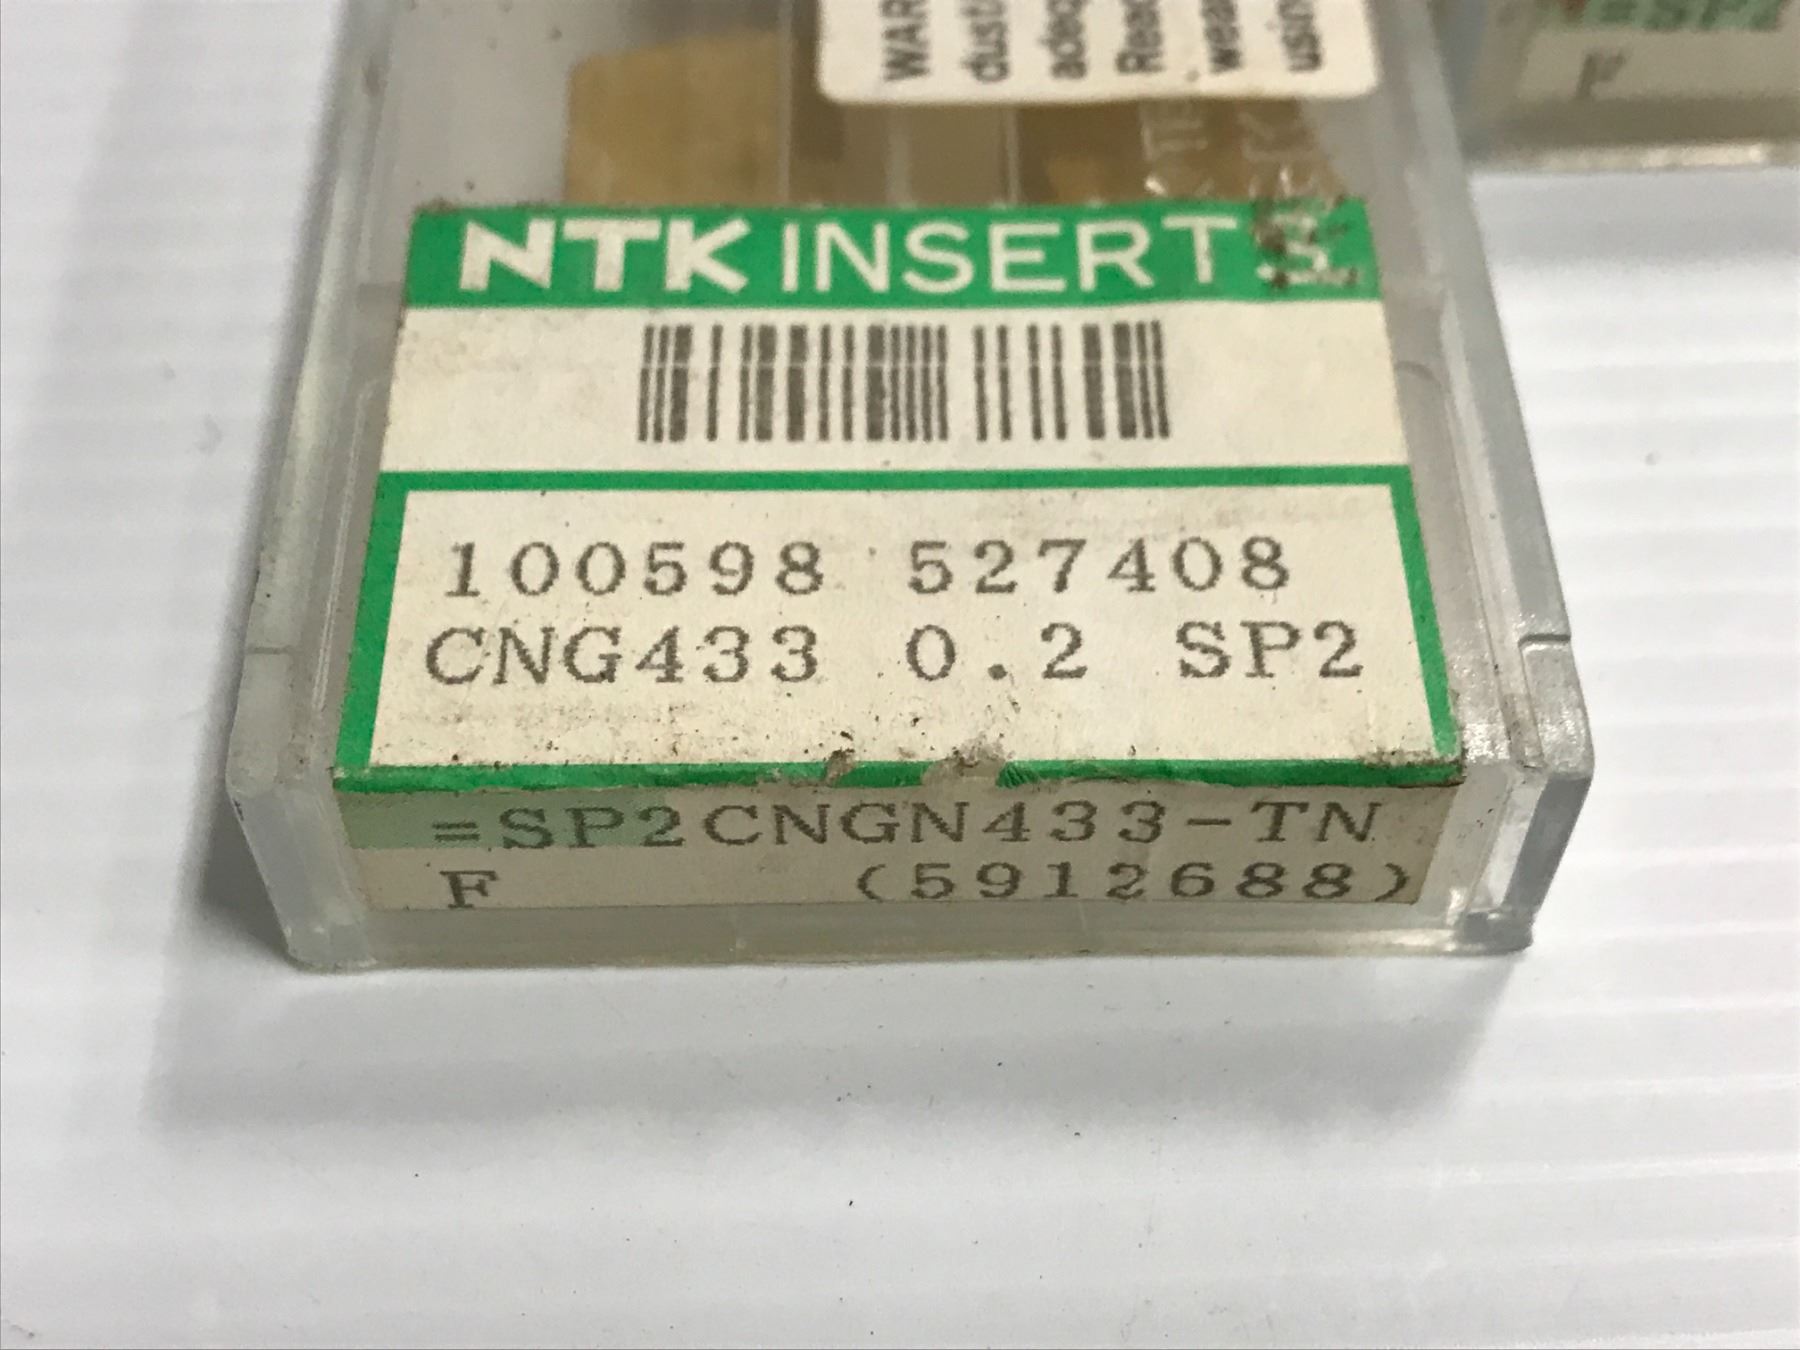 NTK INSERTS
100598 527408
CNG433 0.2 SP2
=SP2CNGN433-TN
F (5912688)
F